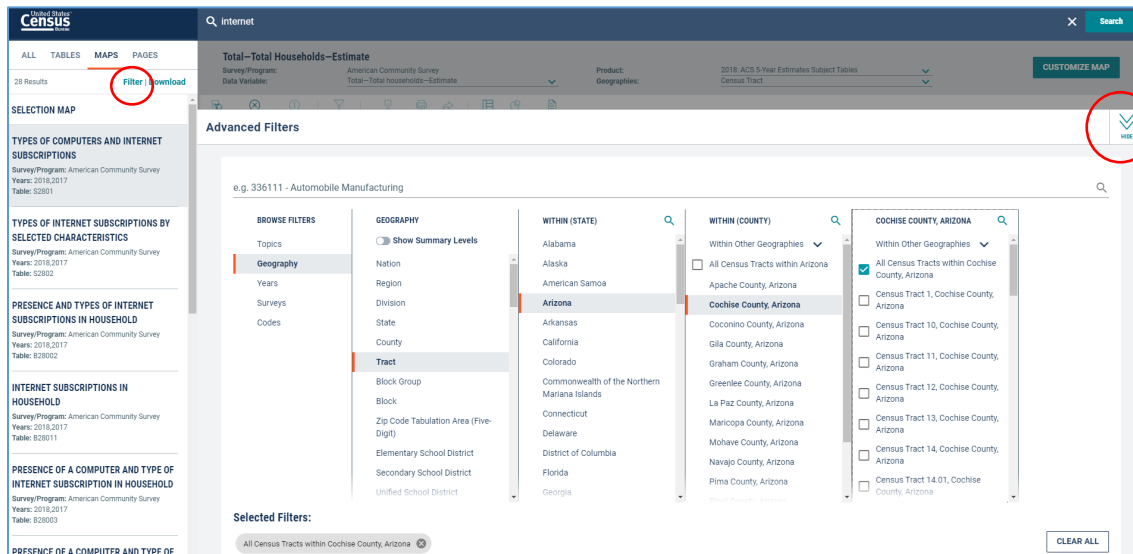 United States®
Census
Bureau
internet
Search
ALL TABLES MAPS PAGES
28 Results
Filter | Download
SELECTION MAP
TYPES OF COMPUTERS AND INTERNET
SUBSCRIPTIONS
Survey/Program: American Community Survey
Years: 2018,2017
Table: S2801
TYPES OF INTERNET SUBSCRIPTIONS BY
SELECTED CHARACTERISTICS
Survey/Program: American Community Survey
Years: 2018,2017
Table: S2802
PRESENCE AND TYPES OF INTERNET
SUBSCRIPTIONS IN HOUSEHOLD
Survey/Program: American Community Survey
Years: 2018,2017
Table: B28002
INTERNET SUBSCRIPTIONS IN
HOUSEHOLD
Survey/Program: American Community Survey
Years: 2018,2017
Table: B28011
PRESENCE OF A COMPUTER AND TYPE OF
INTERNET SUBSCRIPTION IN HOUSEHOLD
Survey/Program: American Community Survey
Years: 2018,2017
Table: B28003
PRESENCE OF A COMPUTER AND TYPE OF
Total—Total Households—Estimate
Survey/Program: American Community Survey
Data Variable: Total—Total households—Estimate
Product: 2018: ACS 5-Year Estimates Subject Tables
Geographies: Census Tract
CUSTOMIZE MAP
Advanced Filters
HIDE
e.g. 336111 - Automobile Manufacturing
BROWSE FILTERS
Topics
Geography
Years
Surveys
Codes
GEOGRAPHY
Show Summary Levels
Nation
Region
Division
State
County
Tract
Block Group
Block
Zip Code Tabulation Area (Five-
Digit)
Elementary School District
Secondary School District
Unified School District
WITHIN (STATE)
Alabama
Alaska
American Samoa
Arizona
Arkansas
California
Colorado
Commonwealth of the Northern
Mariana Islands
Connecticut
Delaware
District of Columbia
Florida
Georgia
WITHIN (COUNTY)
Within Other Geographies
All Census Tracts within Arizona
Apache County, Arizona
Cochise County, Arizona
Coconino County, Arizona
Gila County, Arizona
Graham County, Arizona
Greenlee County, Arizona
La Paz County, Arizona
Maricopa County, Arizona
Mohave County, Arizona
Navajo County, Arizona
Pima County, Arizona
COCHISE COUNTY, ARIZONA
Within Other Geographies
All Census Tracts within Cochise
County, Arizona
Census Tract 1, Cochise County,
Arizona
Census Tract 10, Cochise County,
Arizona
Census Tract 11, Cochise County,
Arizona
Census Tract 12, Cochise County,
Arizona
Census Tract 13, Cochise County,
Arizona
Census Tract 14, Cochise County,
Arizona
Census Tract 14.01, Cochise
County, Arizona
Selected Filters:
All Census Tracts within Cochise County, Arizona
CLEAR ALL